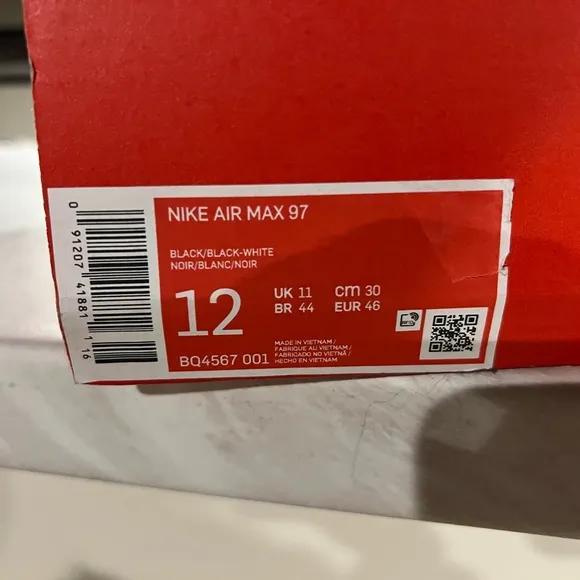 NIKE AIR MAX 97
BLACK/BLACK-WHITE
NOIR/BLANC/NOIR
12
UK 11 cm 30
BR 44 EUR 46
BQ4567 001
MADE IN VIETNAM /
FABRIQUE AU VIETNAM /
FABRICADO NO VIETNÃ /
HECHO EN VIETNAM
0 91207 41881 1 16